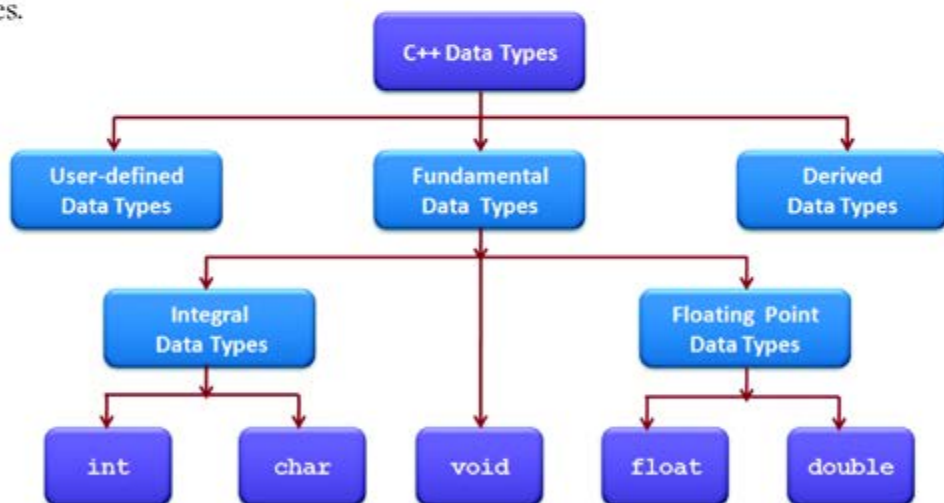 es.
C++ Data Types
User-defined
Data Types
Fundamental
Data Types
Derived
Data Types
Integral
Data Types
Floating Point
Data Types
int
char
void
float
double